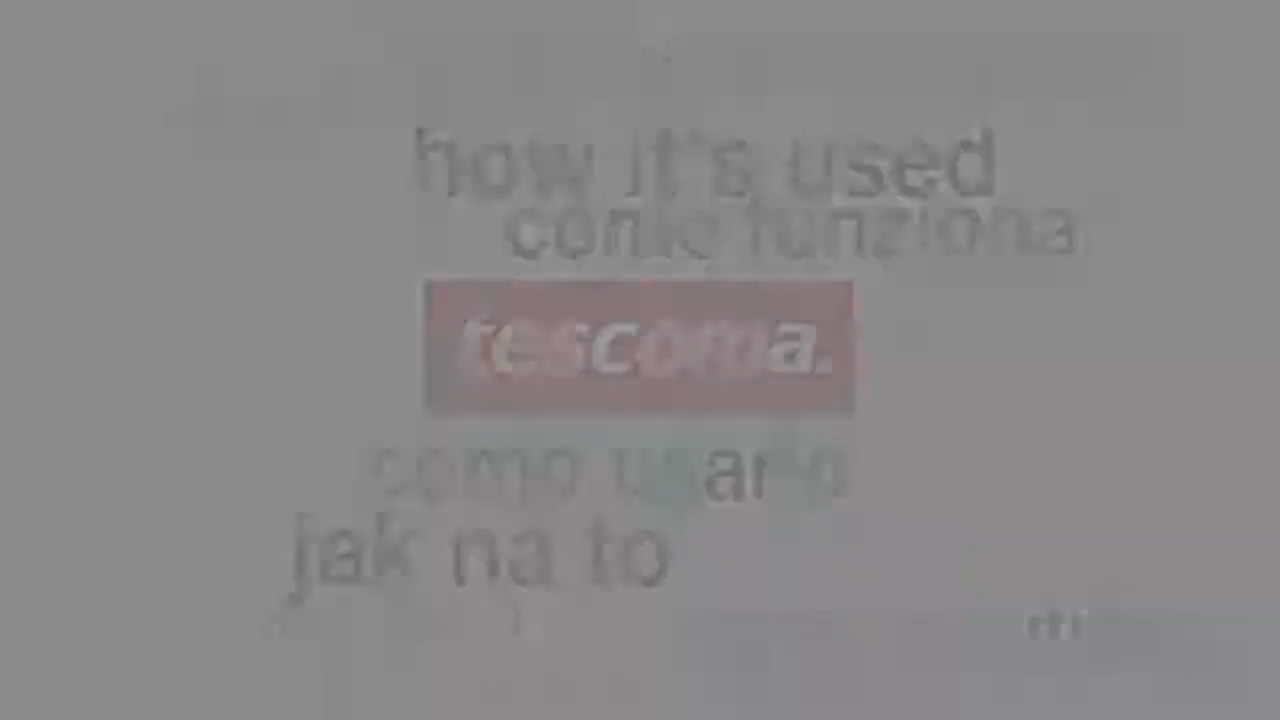 how it's used
come funziona
tescoma.
como usarlo
jak na to